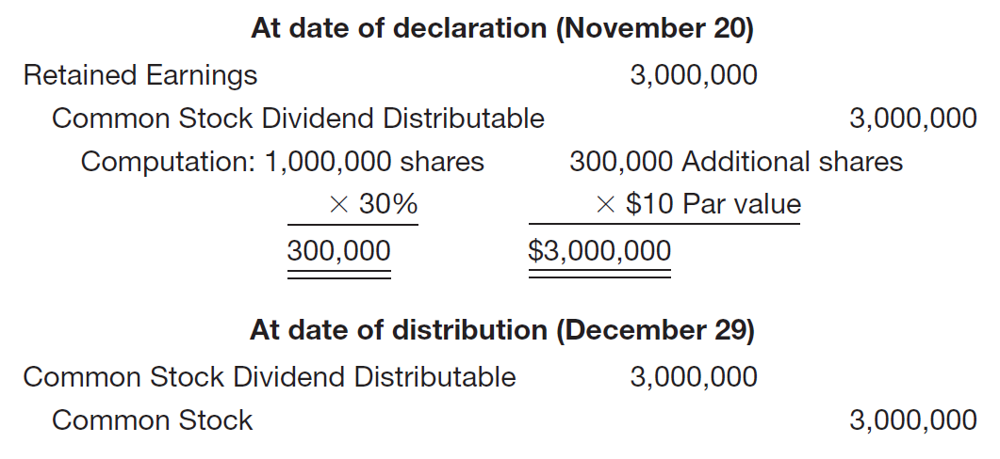 At date of declaration (November 20)
Retained Earnings 3,000,000
Common Stock Dividend Distributable 3,000,000
Computation: 1,000,000 shares 300,000 Additional shares
× 30% × $10 Par value
300,000 $3,000,000
At date of distribution (December 29)
Common Stock Dividend Distributable 3,000,000
Common Stock 3,000,000